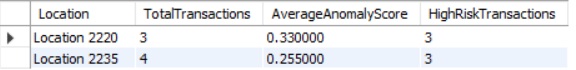 Location TotalTransactions AverageAnomalyScore HighRiskTransactions
Location 2220 3 0.330000 3
Location 2235 4 0.255000 3